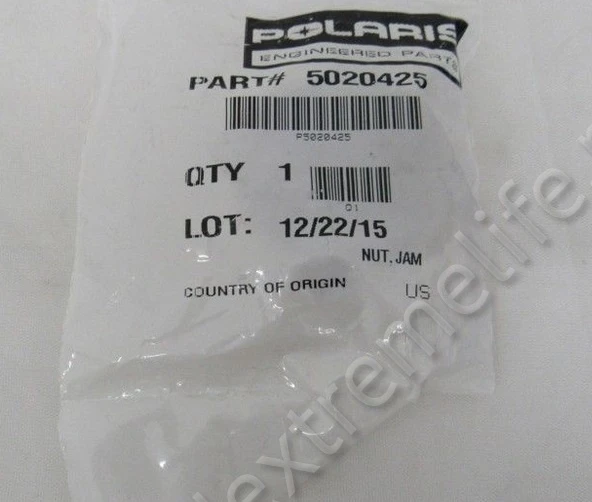 POLARIS
ENGINEERED PARTS
PART# 5020425
P5020425
QTY 1
01
LOT: 12/22/15
NUT. JAM
COUNTRY OF ORIGIN US